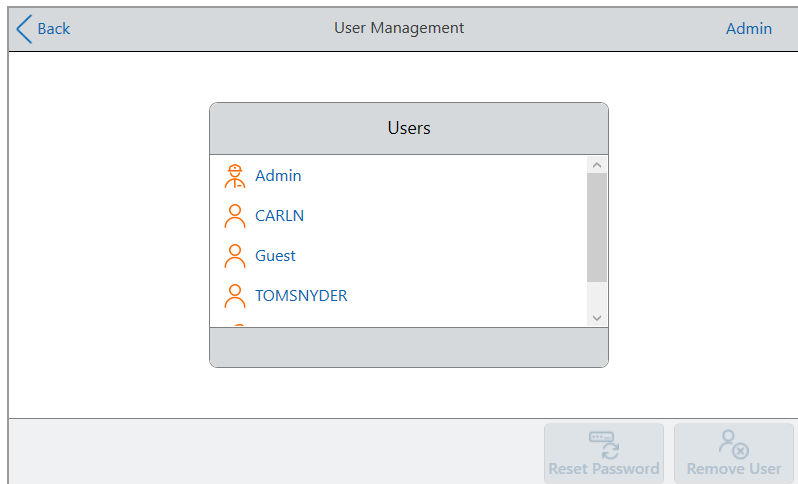 Back
User Management
Admin
Users
Admin
CARLN
Guest
TOMSNYDER
Reset Password
Remove User